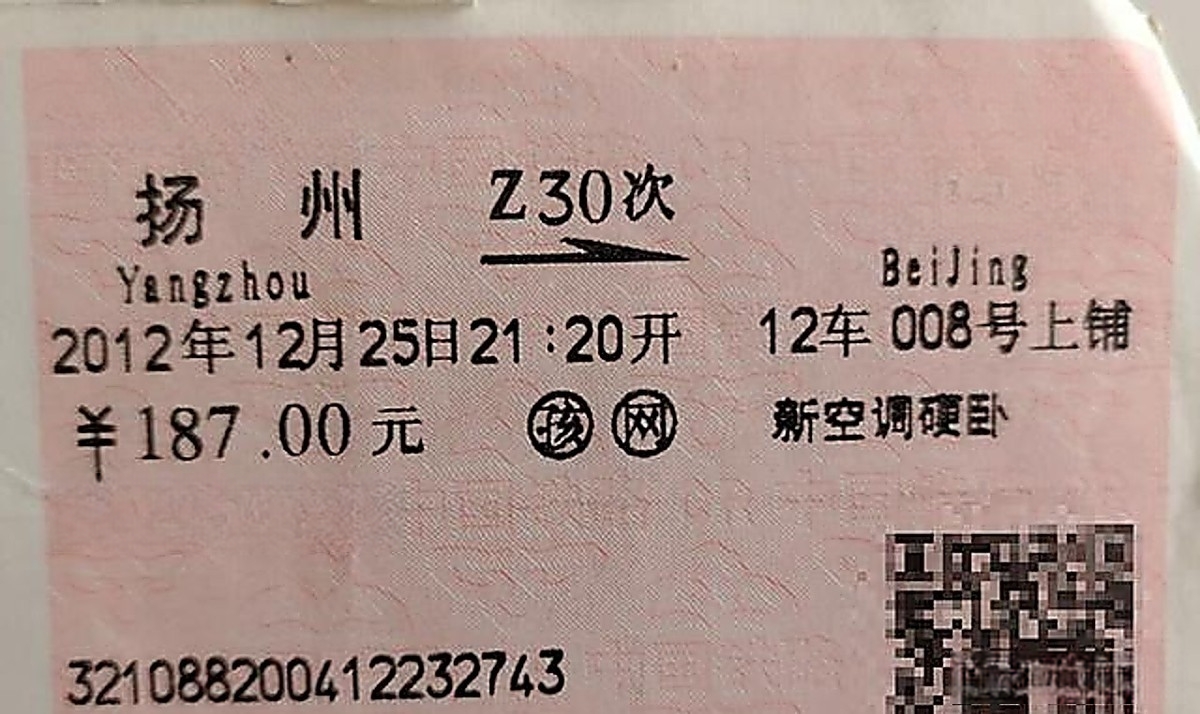 扬州 Z30次
Yangzhou BeiJing
2012年12月25日21:20开 12车 008号上铺
¥187.00元 孩 网 新空调硬卧
321088200412232743